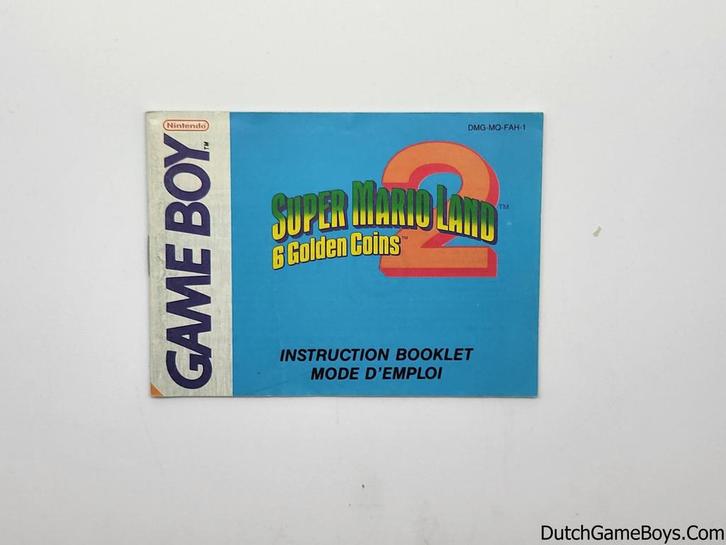 Nintendo
GAME BOY™
DMG-MQ-FAH-1
SUPER MARIO LAND 2™
6 Golden Coins™
INSTRUCTION BOOKLET
MODE D'EMPLOI
DutchGameBoys.Com